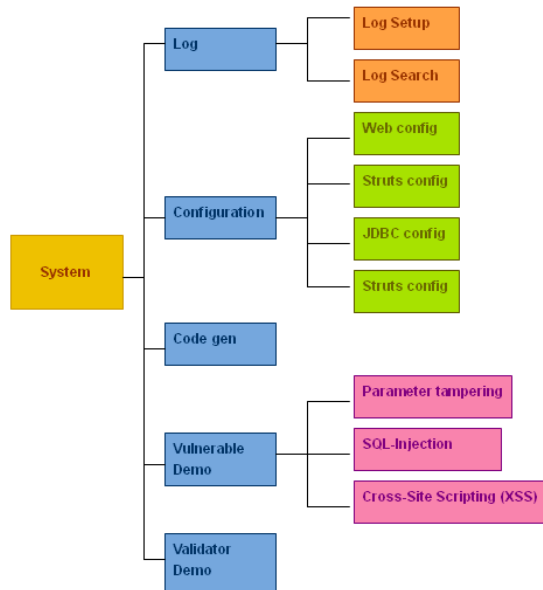 Log Setup
Log
Log Search
Web config
Struts config
Configuration
JDBC config
System
Struts config
Code gen
Parameter tampering
Vulnerable
Demo
SQL-Injection
Cross-Site Scripting (XSS)
Validator
Demo